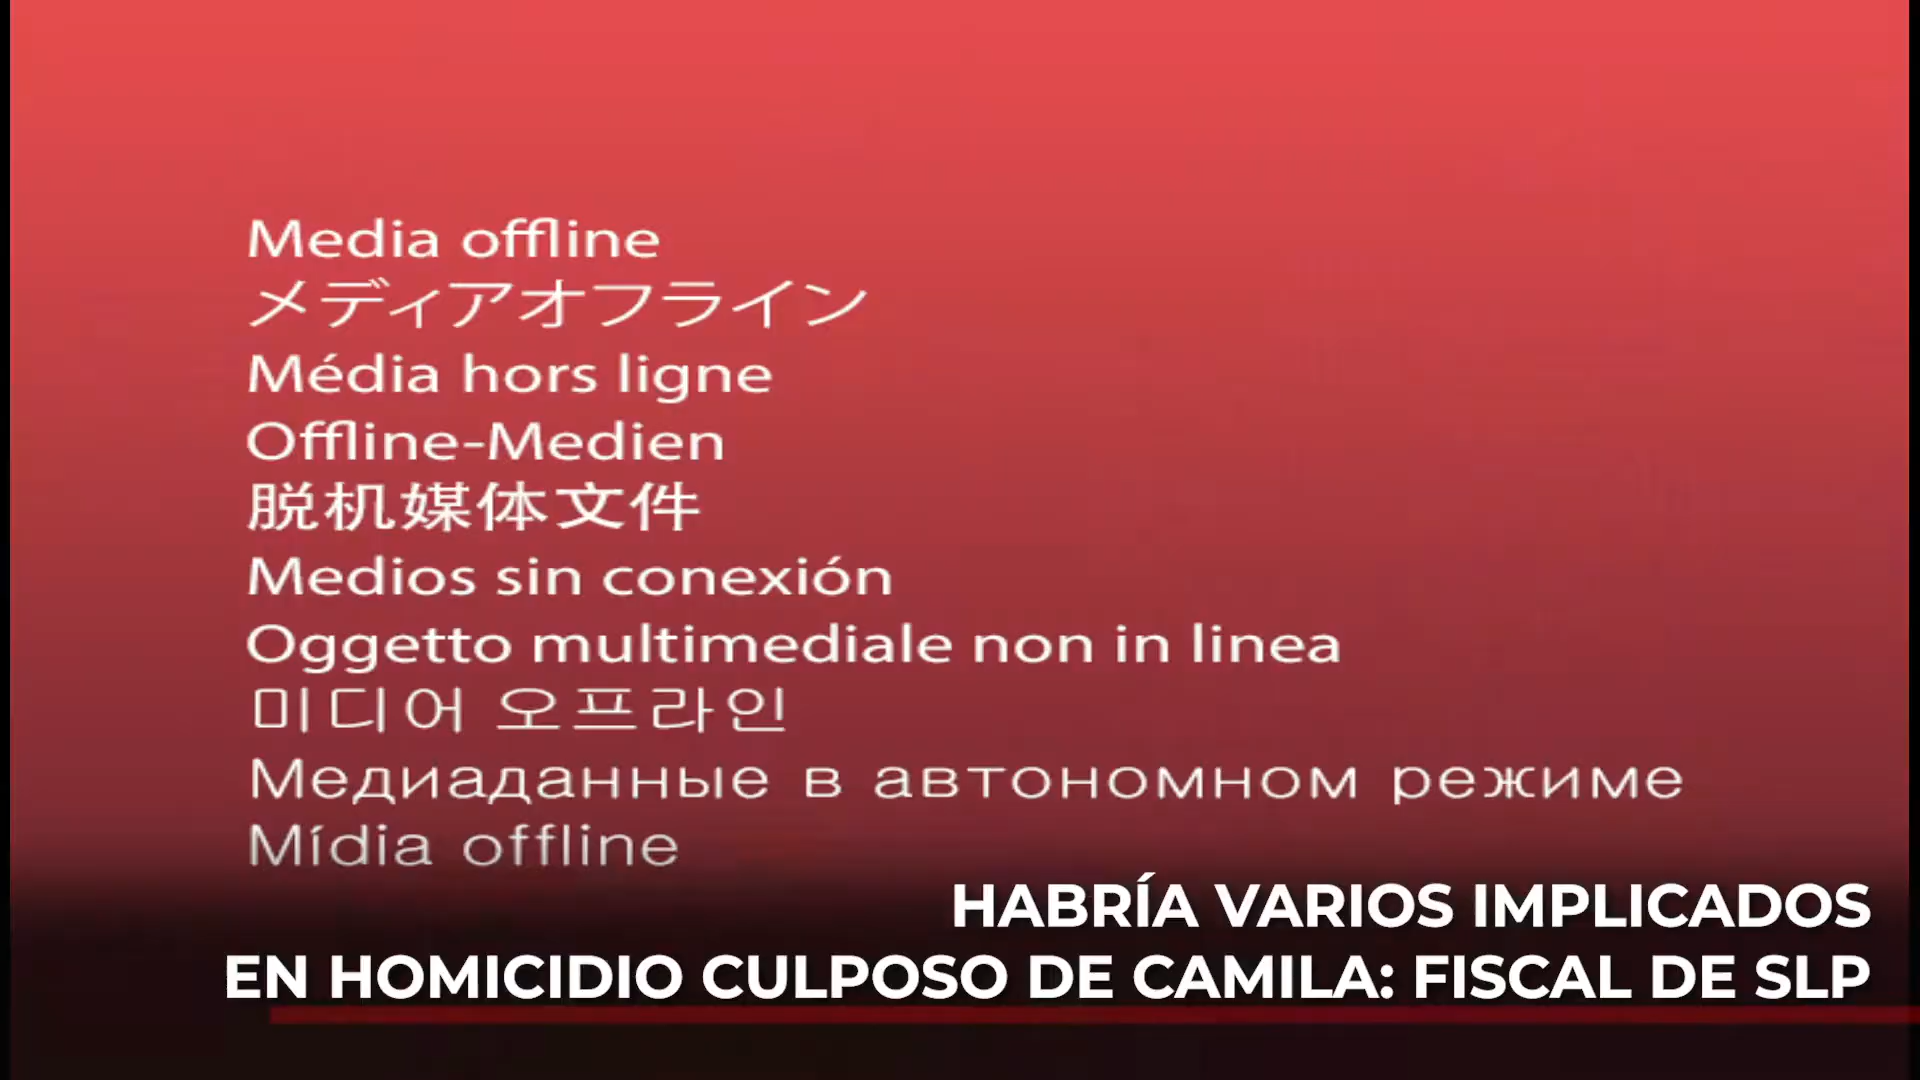 Media offline
メディアオフライン
Média hors ligne
Offline-Medien
脱机媒体文件
Medios sin conexión
Oggetto multimediale non in linea
미디어 오프라인
Медиаданные в автономном режиме
Mídia offline
HABRÍA VARIOS IMPLICADOS
EN HOMICIDIO CULPOSO DE CAMILA: FISCAL DE SLP